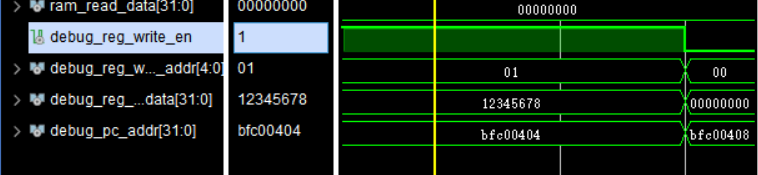 ram_read_data[31:0] 00000000 00000000
debug_reg_write_en 1
debug_reg_w..._addr[4:0] 01 01 00
debug_reg_...data[31:0] 12345678 12345678 00000000
debug_pc_addr[31:0] bfc00404 bfc00404 bfc00408